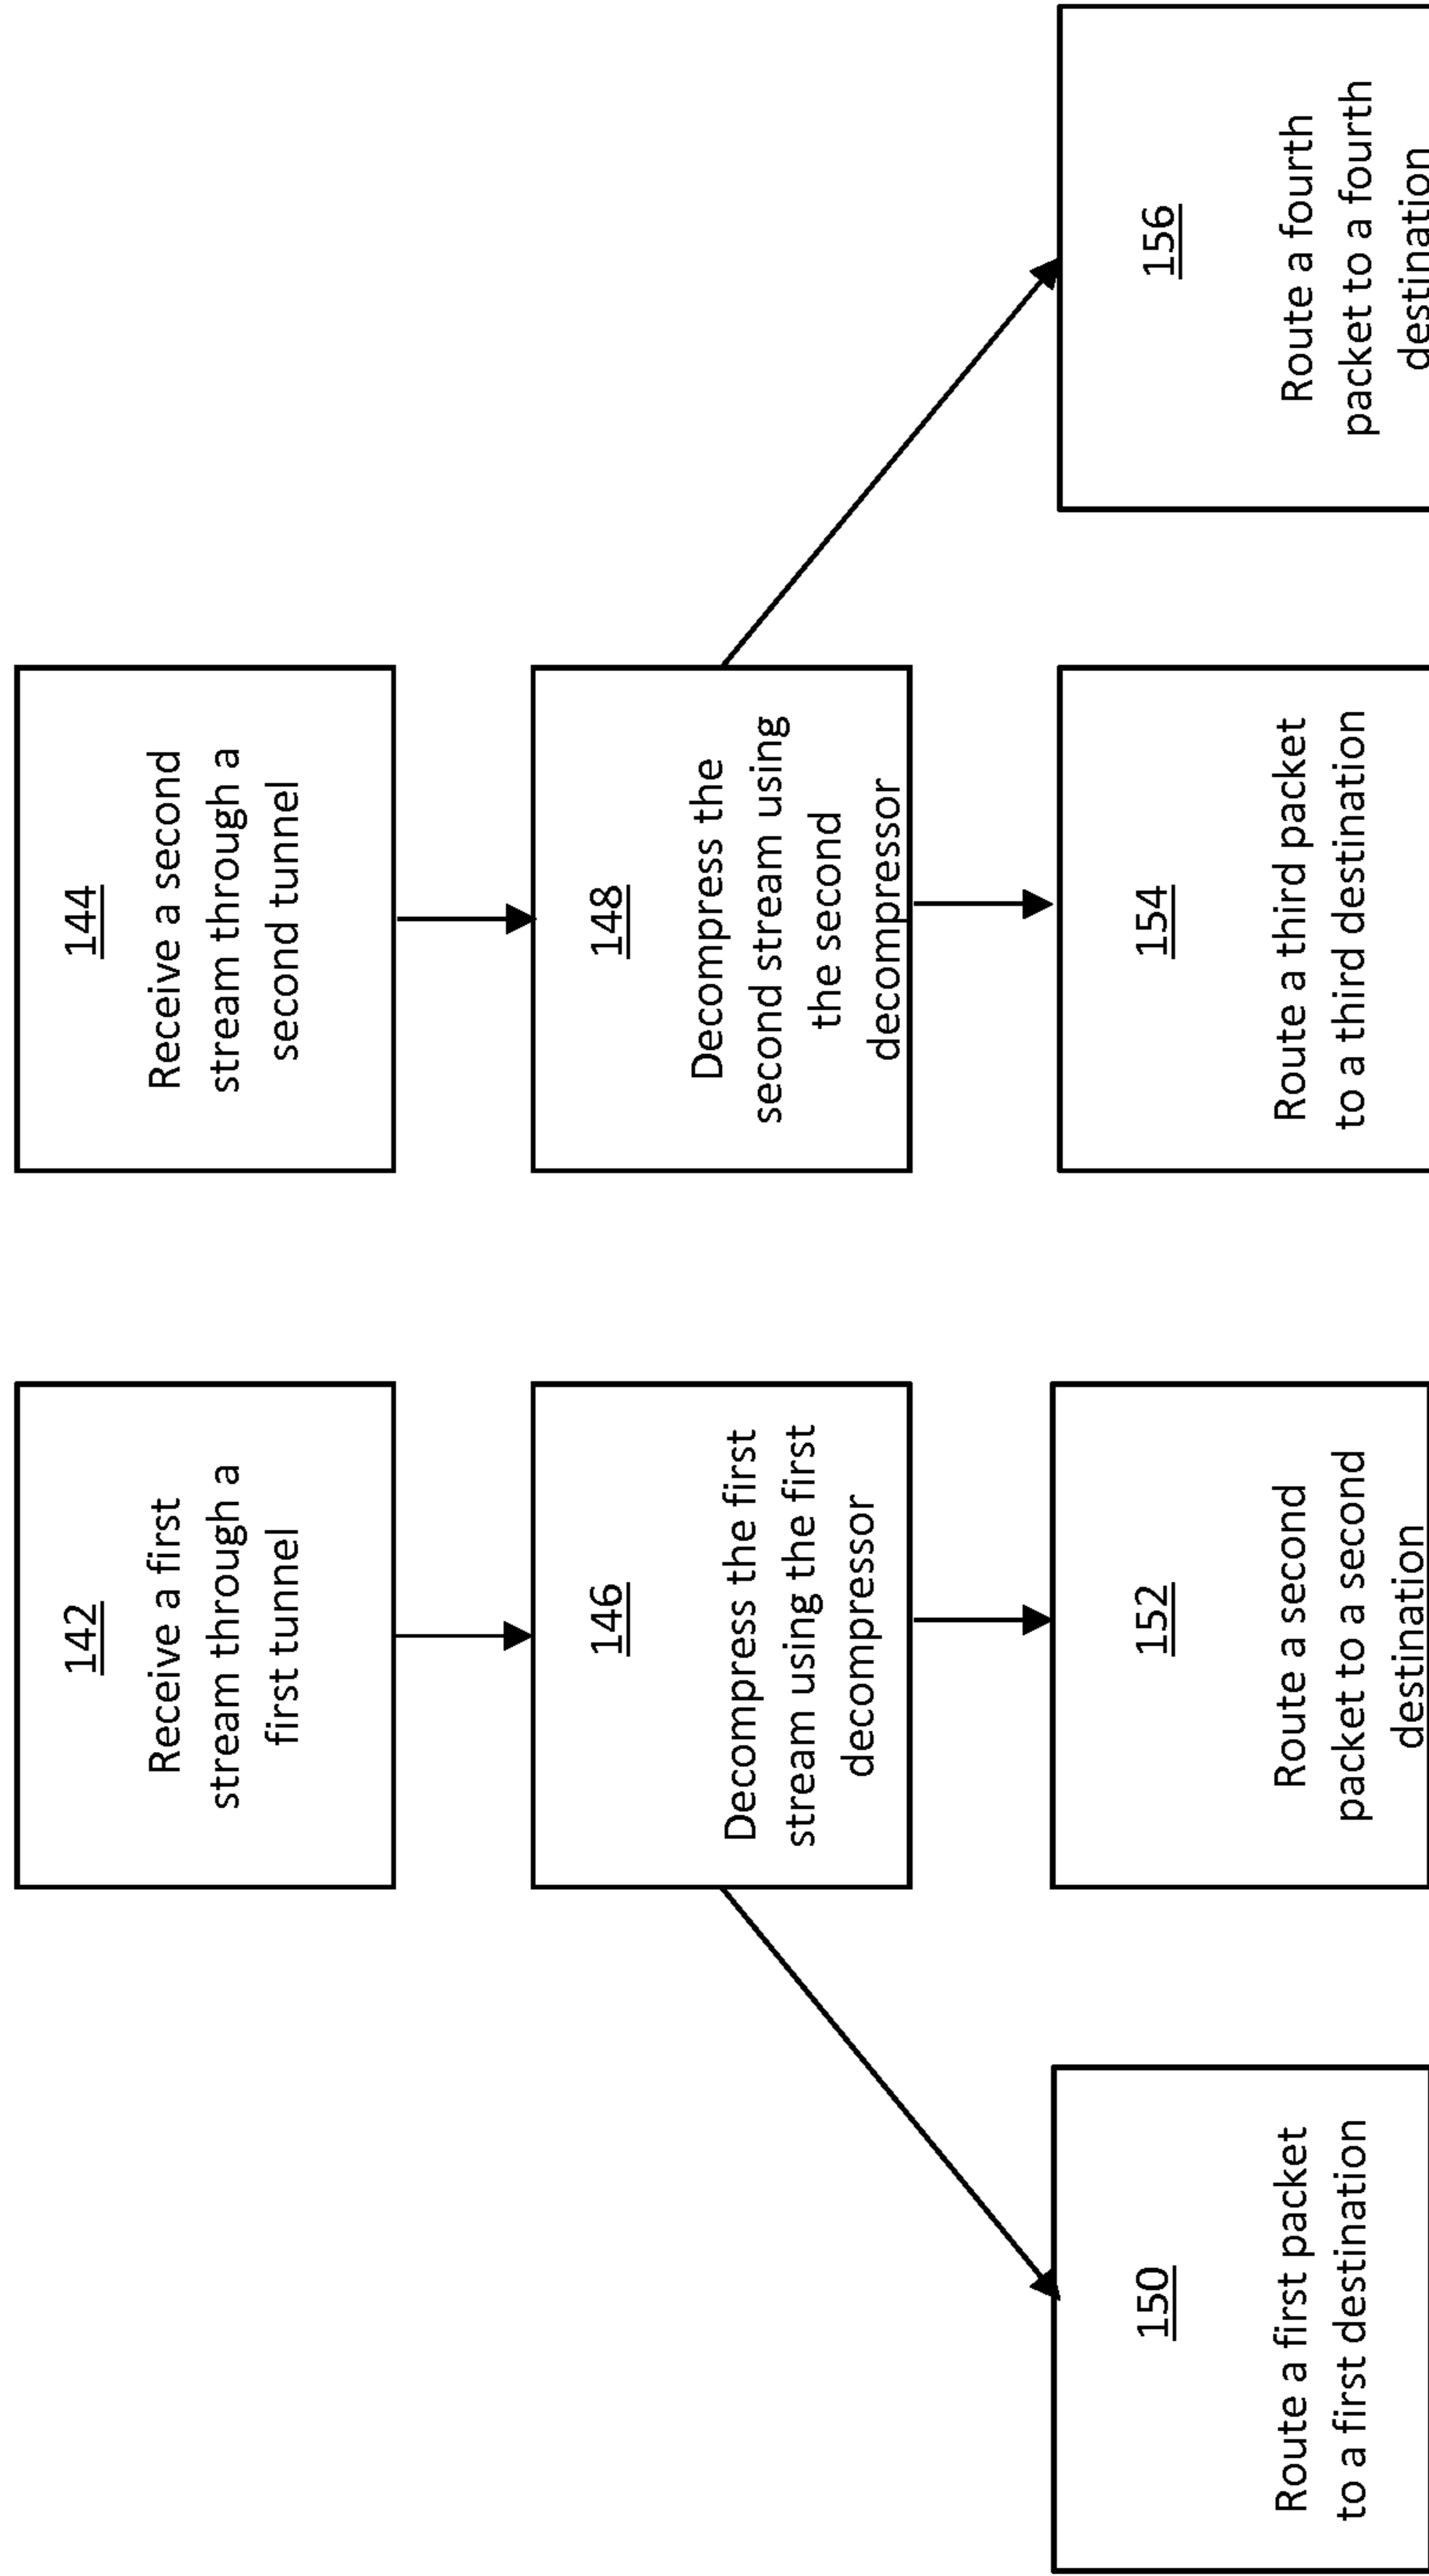 142
Receive a first
stream through a
first tunnel
144
Receive a second
stream through a
second tunnel
146
Decompress the first
stream using the first
decompressor
148
Decompress the
second stream using
the second
decompressor
150
Route a first packet
to a first destination
152
Route a second
packet to a second
destination
154
Route a third packet
to a third destination
156
Route a fourth
packet to a fourth
destination